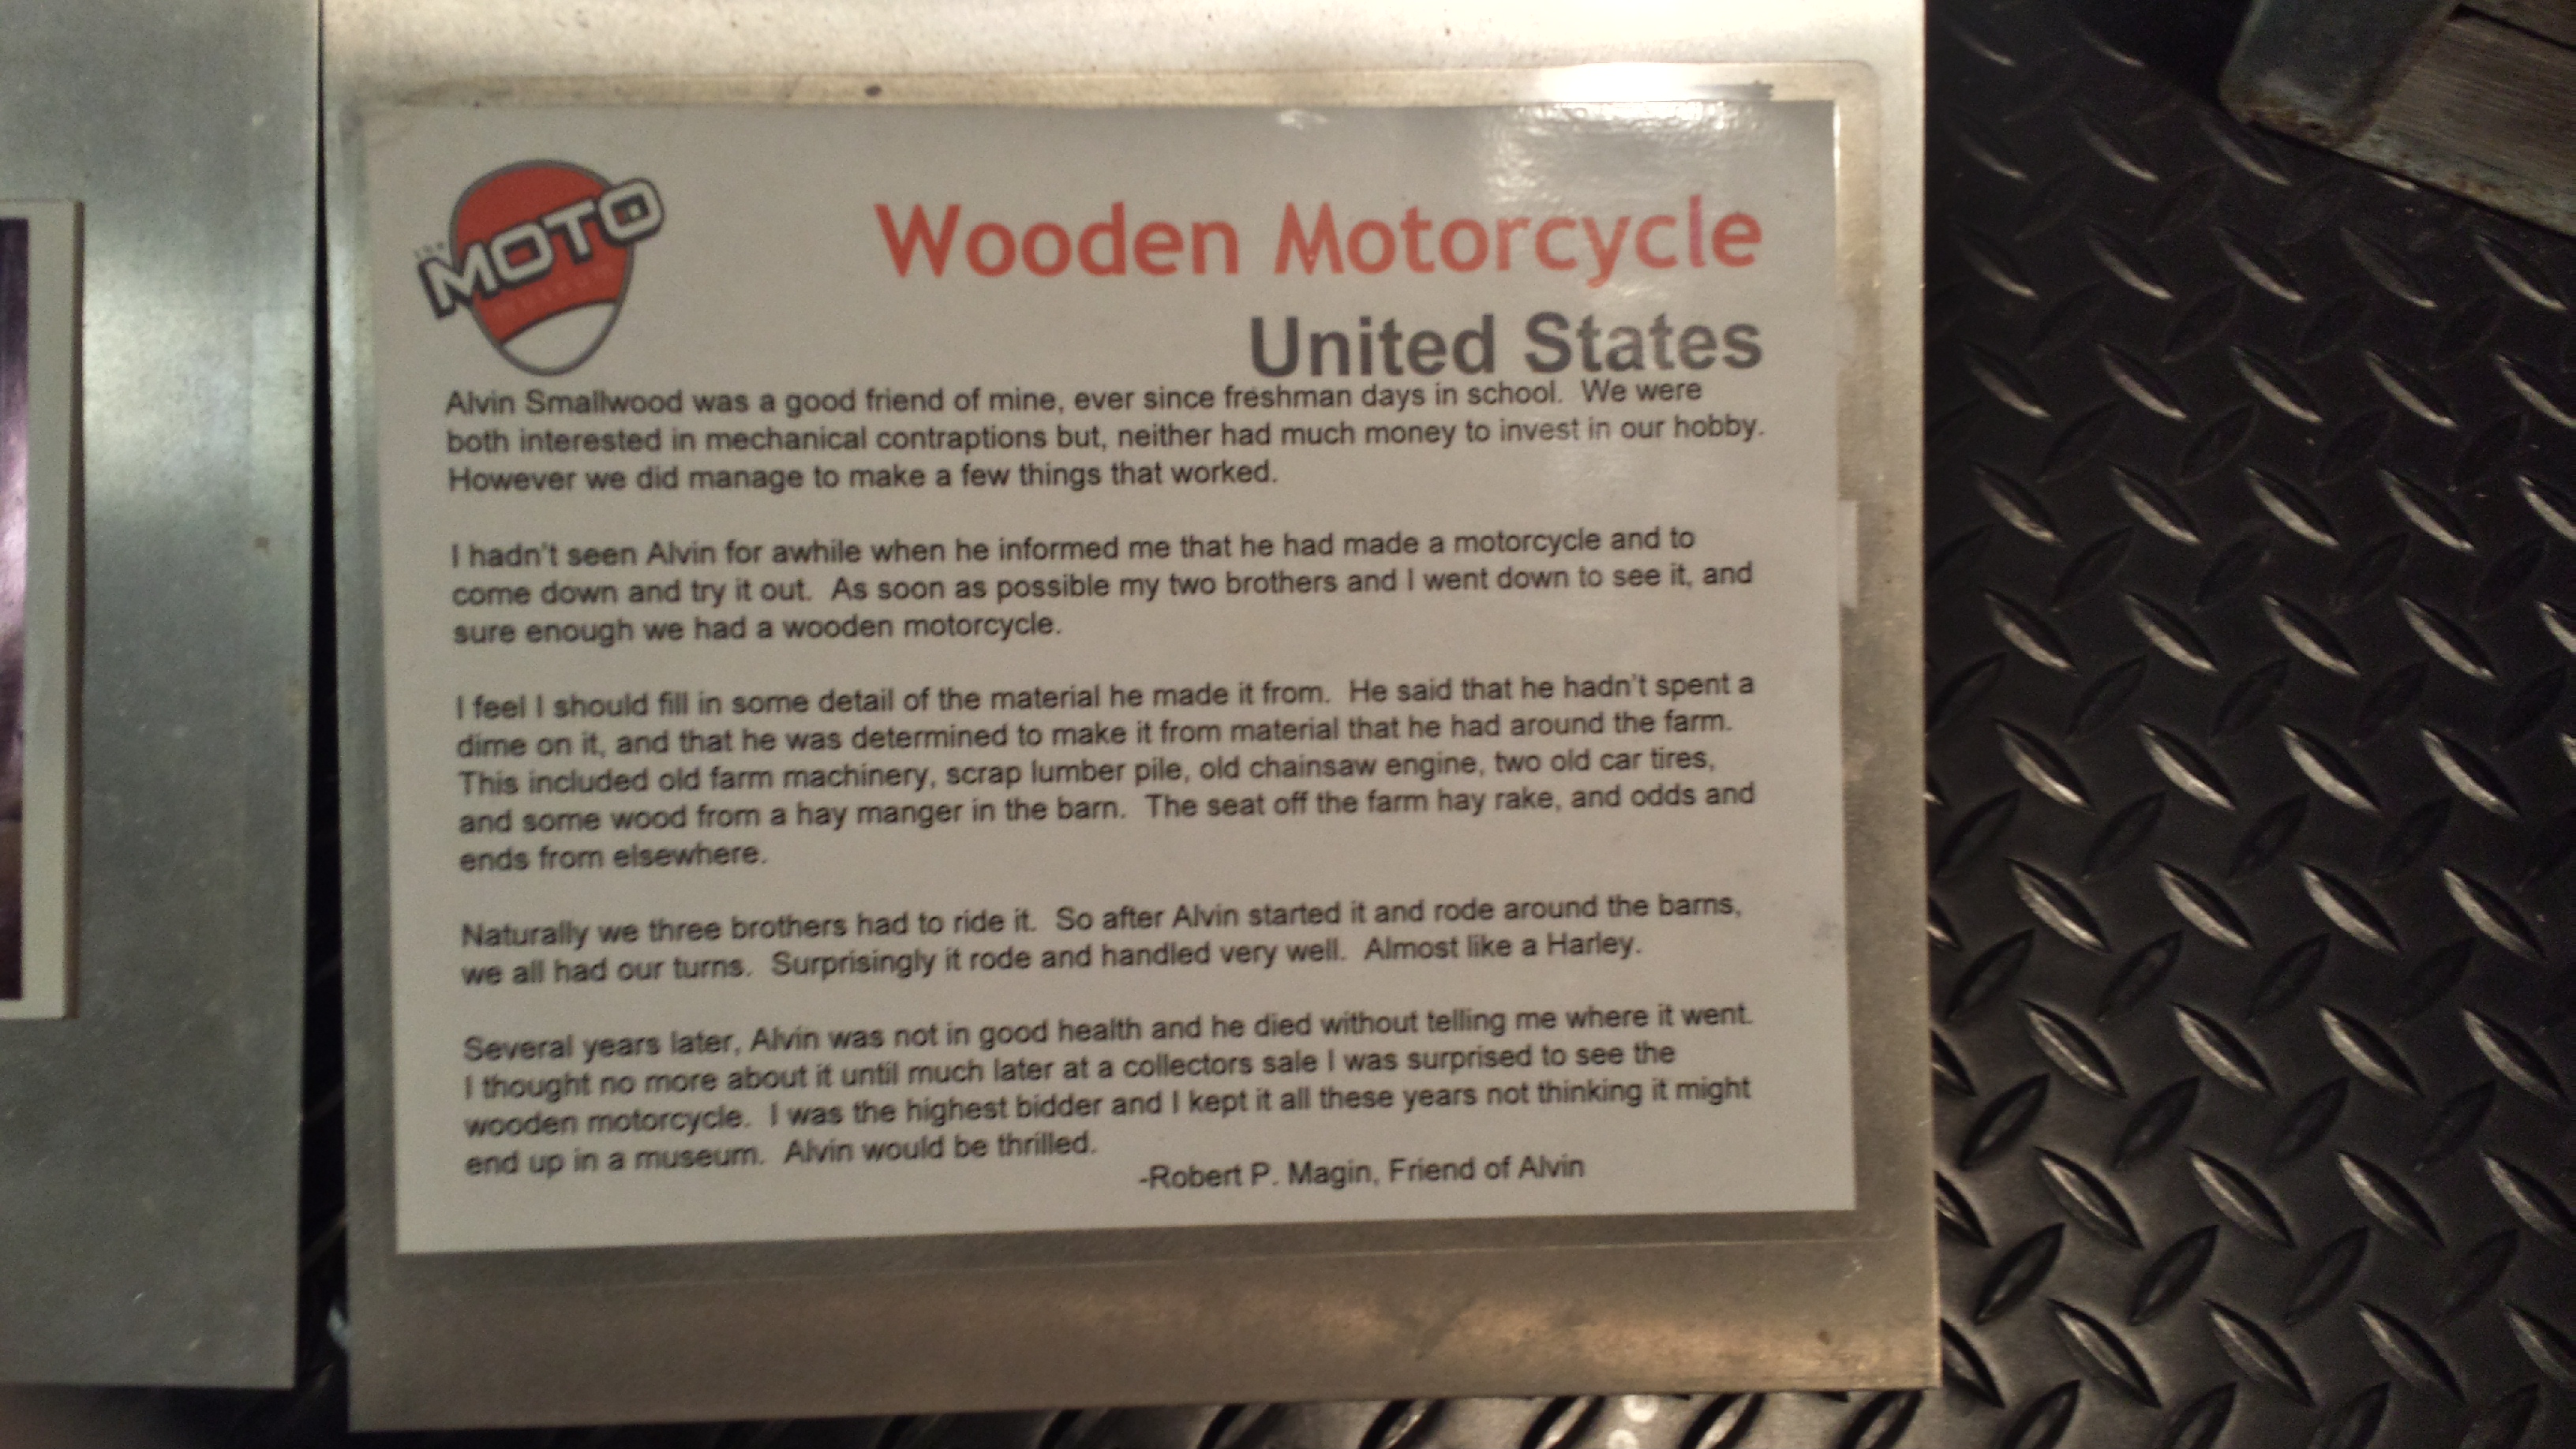 THE
MOTO
MUSEUM
Wooden Motorcycle
United States
Alvin Smallwood was a good friend of mine, ever since freshman days in school. We were
both interested in mechanical contraptions but, neither had much money to invest in our hobby.
However we did manage to make a few things that worked.
I hadn't seen Alvin for awhile when he informed me that he had made a motorcycle and to
come down and try it out. As soon as possible my two brothers and I went down to see it, and
sure enough we had a wooden motorcycle.
I feel I should fill in some detail of the material he made it from. He said that he hadn't spent a
dime on it, and that he was determined to make it from material that he had around the farm.
This included old farm machinery, scrap lumber pile, old chainsaw engine, two old car tires,
and some wood from a hay manger in the barn. The seat off the farm hay rake, and odds and
ends from elsewhere.
Naturally we three brothers had to ride it. So after Alvin started it and rode around the barns,
we all had our turns. Surprisingly it rode and handled very well. Almost like a Harley.
Several years later, Alvin was not in good health and he died without telling me where it went.
I thought no more about it until much later at a collectors sale I was surprised to see the
wooden motorcycle. I was the highest bidder and I kept it all these years not thinking it might
end up in a museum. Alvin would be thrilled.
-Robert P. Magin, Friend of Alvin